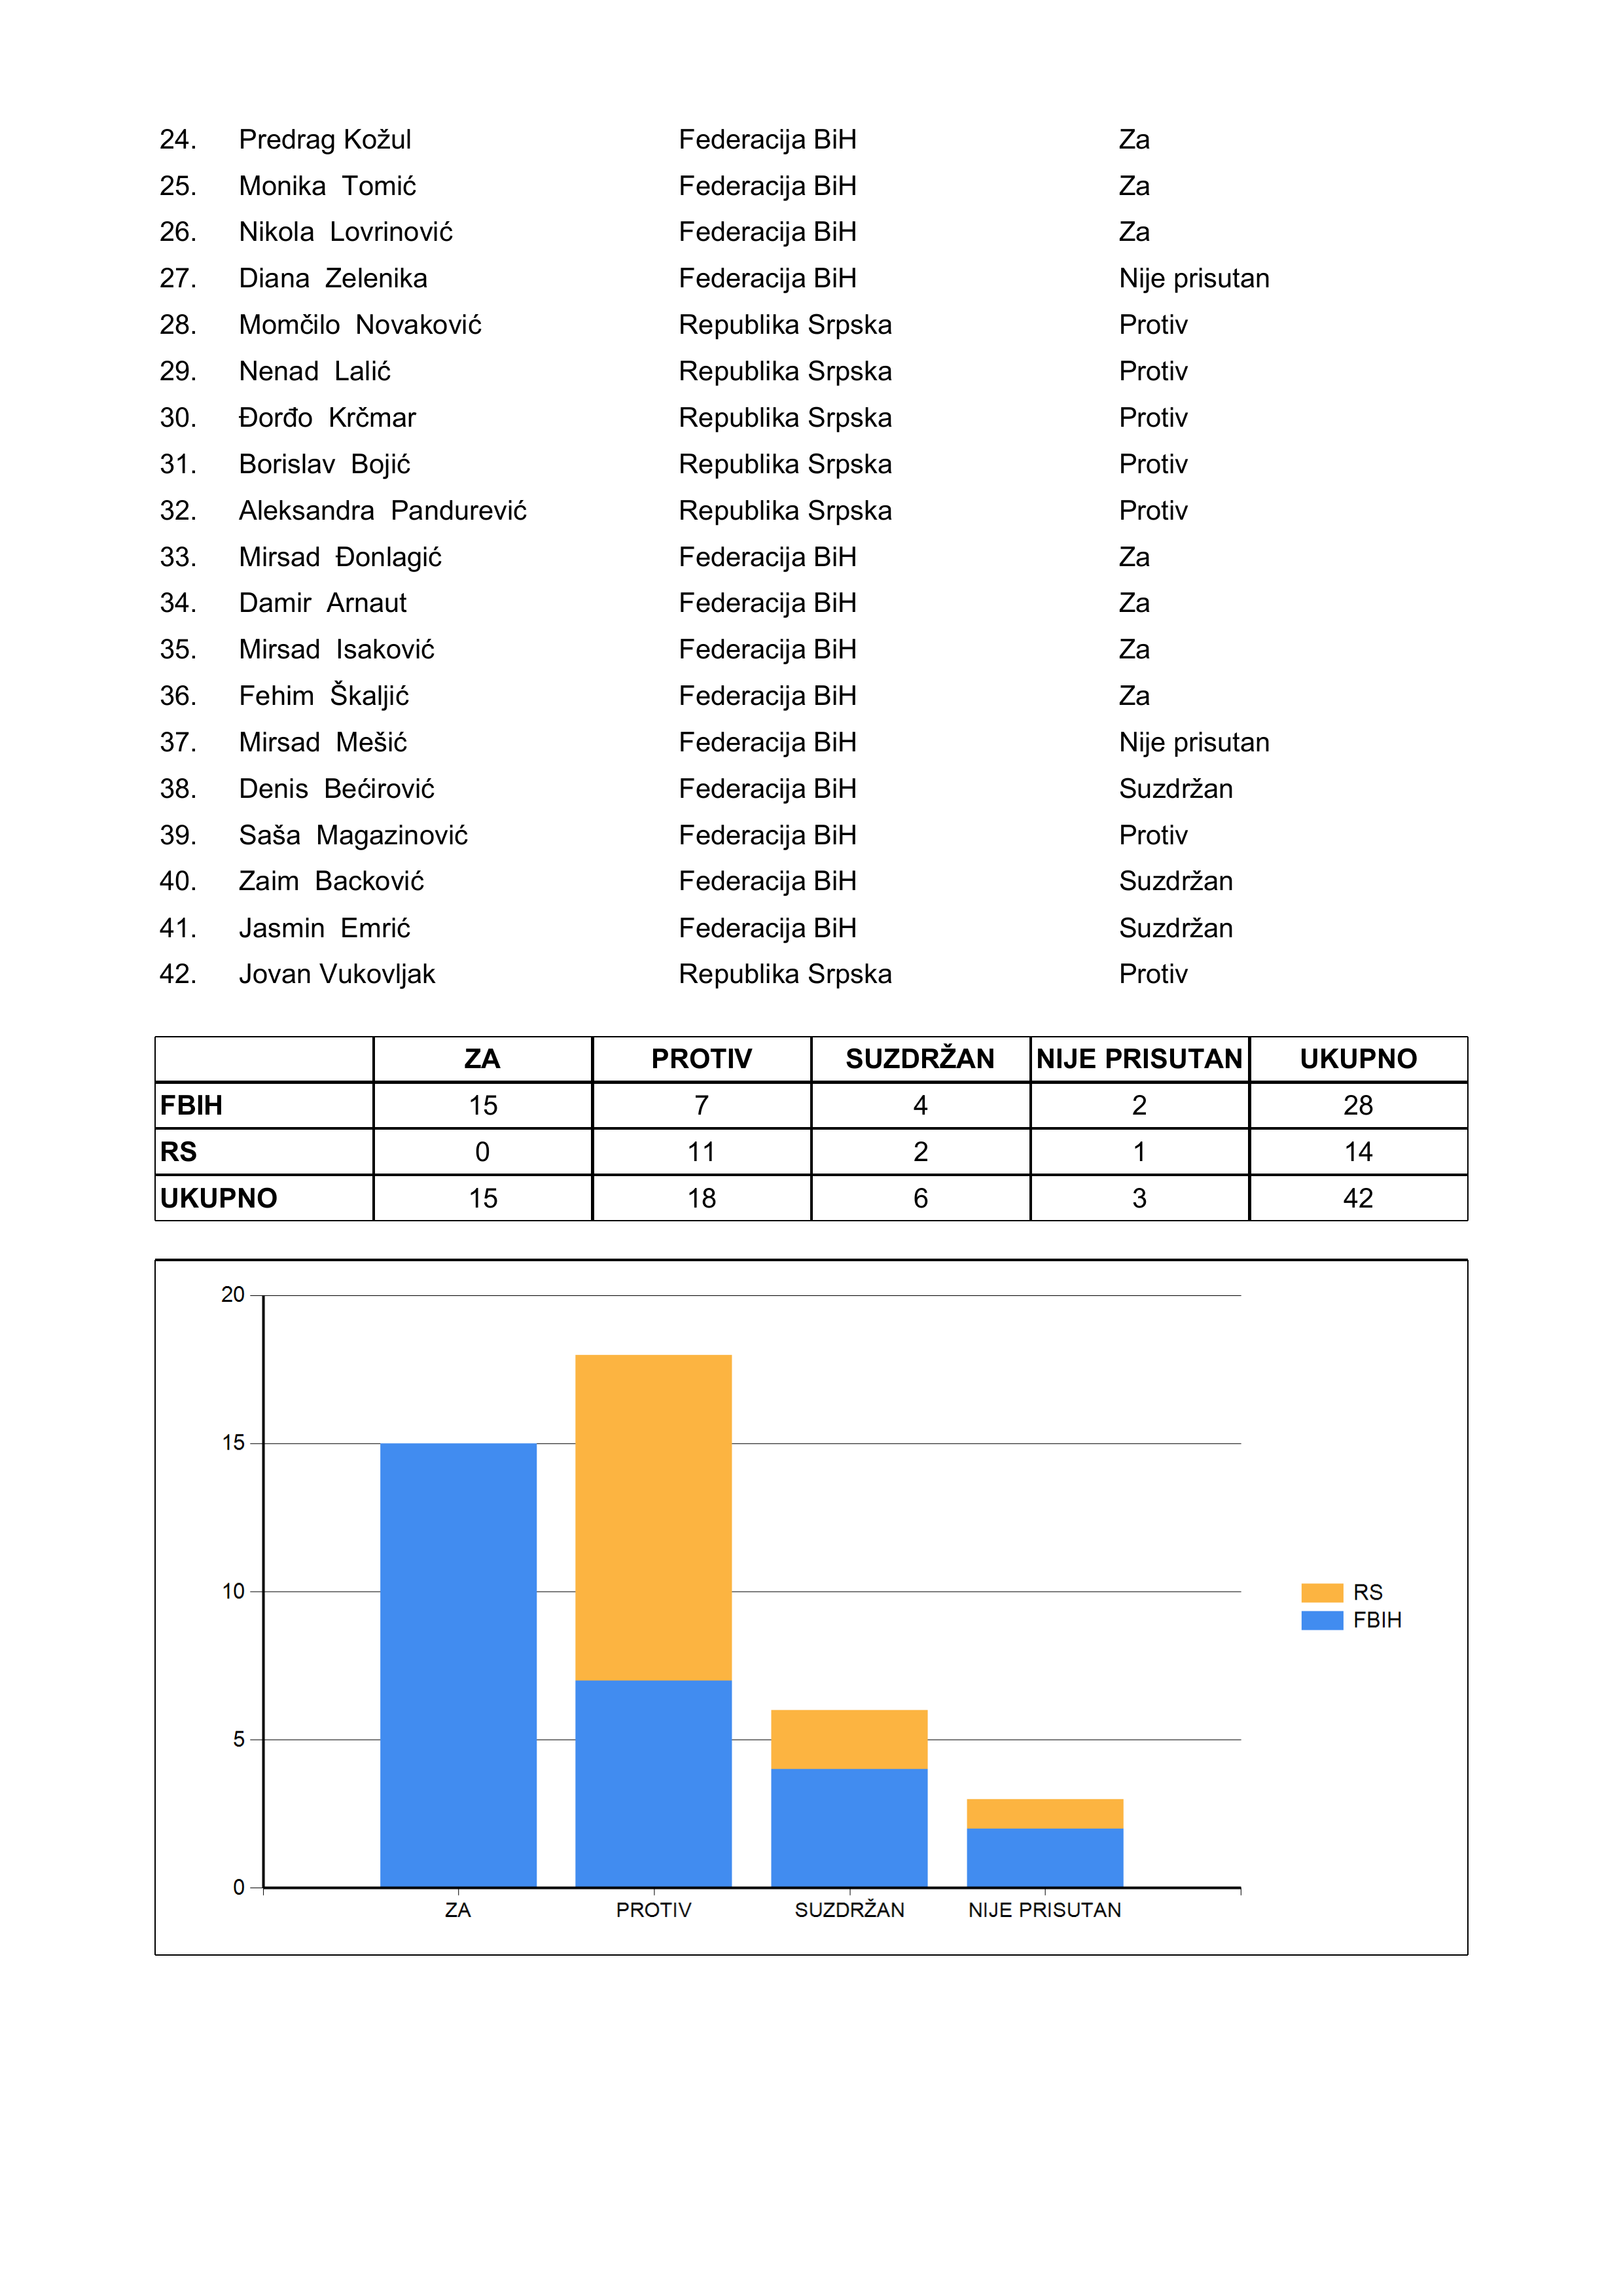 24. Predrag Kožul Federacija BiH Za
25. Monika Tomić Federacija BiH Za
26. Nikola Lovrinović Federacija BiH Za
27. Diana Zelenika Federacija BiH Nije prisutan
28. Momčilo Novaković Republika Srpska Protiv
29. Nenad Lalić Republika Srpska Protiv
30. Đorđo Krčmar Republika Srpska Protiv
31. Borislav Bojić Republika Srpska Protiv
32. Aleksandra Pandurević Republika Srpska Protiv
33. Mirsad Đonlagić Federacija BiH Za
34. Damir Arnaut Federacija BiH Za
35. Mirsad Isaković Federacija BiH Za
36. Fehim Škaljić Federacija BiH Za
37. Mirsad Mešić Federacija BiH Nije prisutan
38. Denis Bećirović Federacija BiH Suzdržan
39. Saša Magazinović Federacija BiH Protiv
40. Zaim Backović Federacija BiH Suzdržan
41. Jasmin Emrić Federacija BiH Suzdržan
42. Jovan Vukovljak Republika Srpska Protiv
ZA PROTIV SUZDRŽAN NIJE PRISUTAN UKUPNO
FBIH 15 7 4 2 28
RS 0 11 2 1 14
UKUPNO 15 18 6 3 42
20
15
10
5
0
ZA PROTIV SUZDRŽAN NIJE PRISUTAN
RS
FBIH